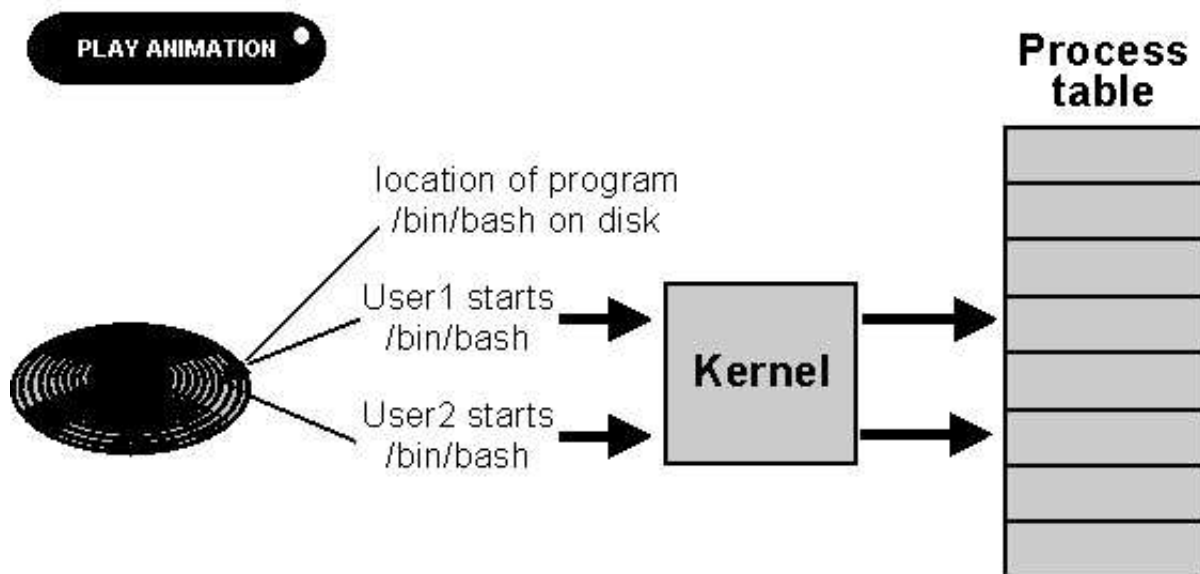 PLAY ANIMATION
Process
table
location of program
/bin/bash on disk
User1 starts
/bin/bash
Kernel
User2 starts
/bin/bash